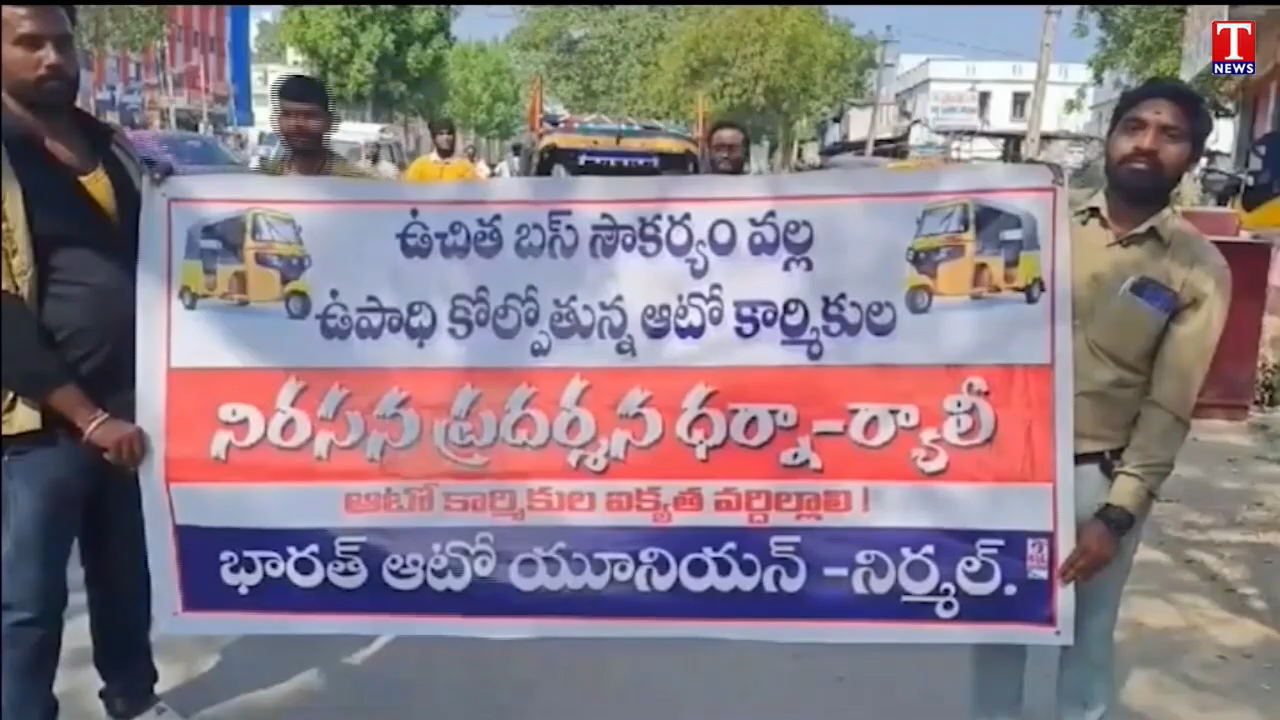 T
NEWS
ఉచిత బస్ సౌకర్యం వల్ల
ఉపాధి కోల్పోతున్న ఆటో కార్మికుల
నిరసన ప్రదర్శన ధర్నా-ర్యాలీ
ఆటో కార్మికుల ఐక్యత వర్దిల్లాలి !
భారత్ ఆటో యూనియన్ -నిర్మల్.